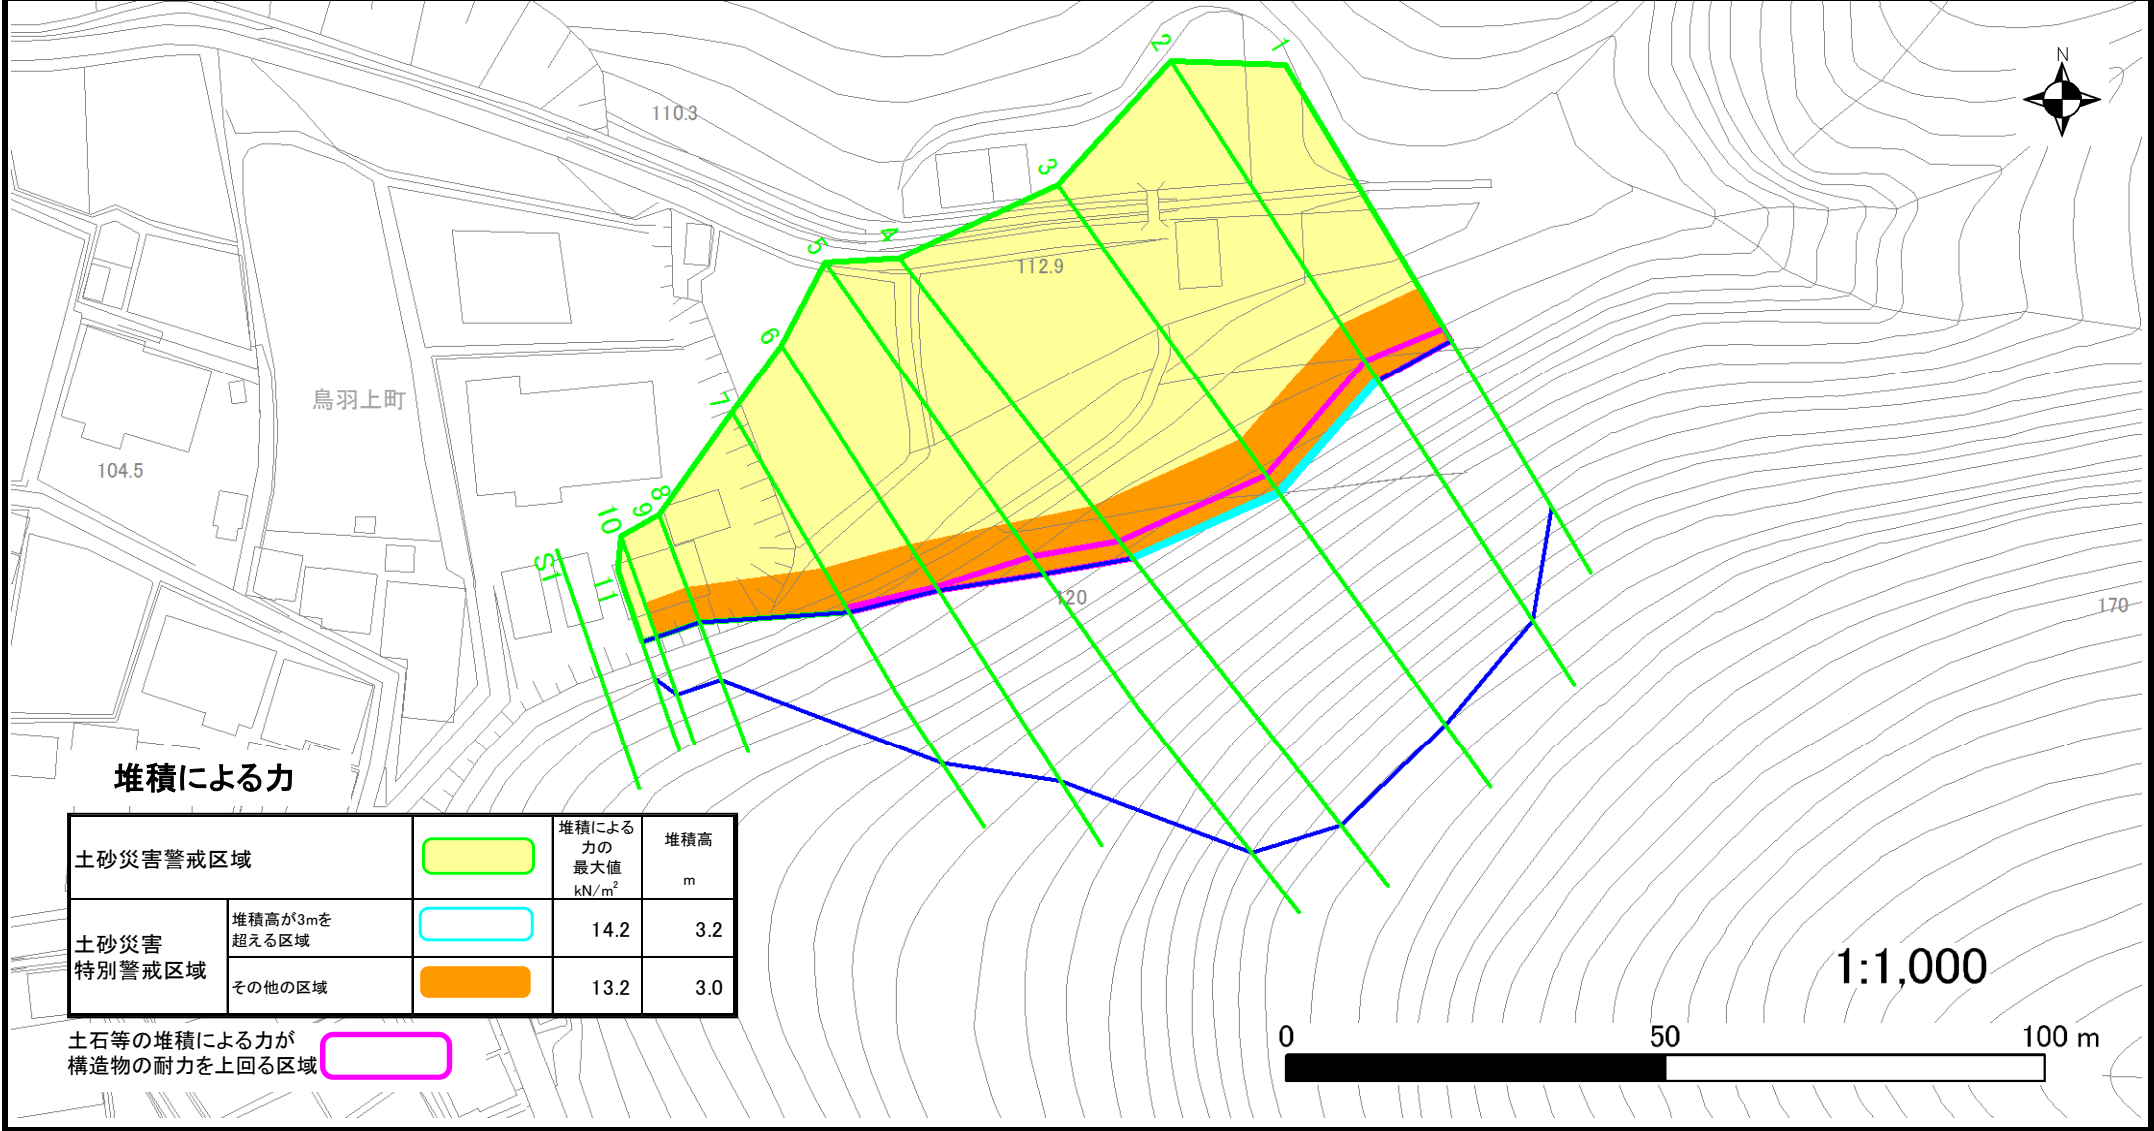 N
1
2
3
4
5
6
7
8
9
10
11
S1
110.3
112.9
鳥羽上町
104.5
120
170
堆積による力
土砂災害警戒区域
堆積による
力の
最大値
kN/m²
堆積高
m
土砂災害
特別警戒区域
堆積高が3mを
超える区域
14.2
3.2
その他の区域
13.2
3.0
土石等の堆積による力が
構造物の耐力を上回る区域
1:1,000
0
50
100 m